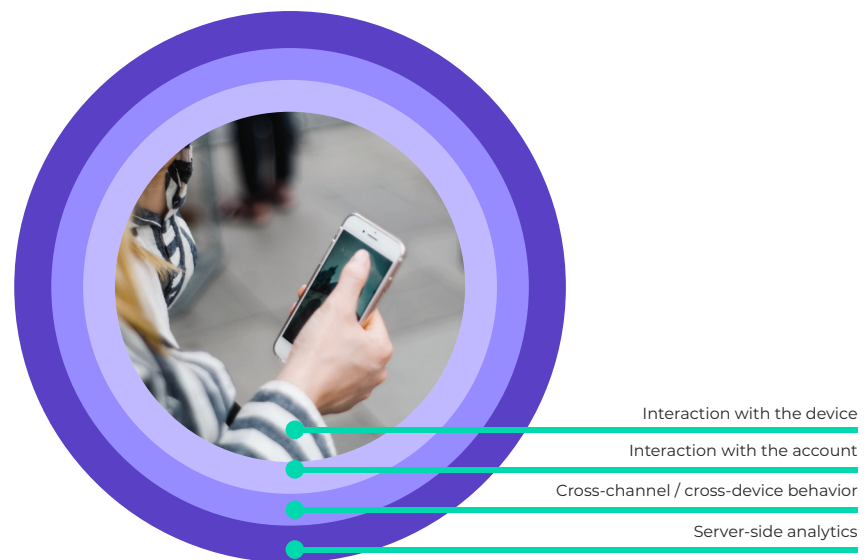 Interaction with the device
Interaction with the account
Cross-channel / cross-device behavior
Server-side analytics